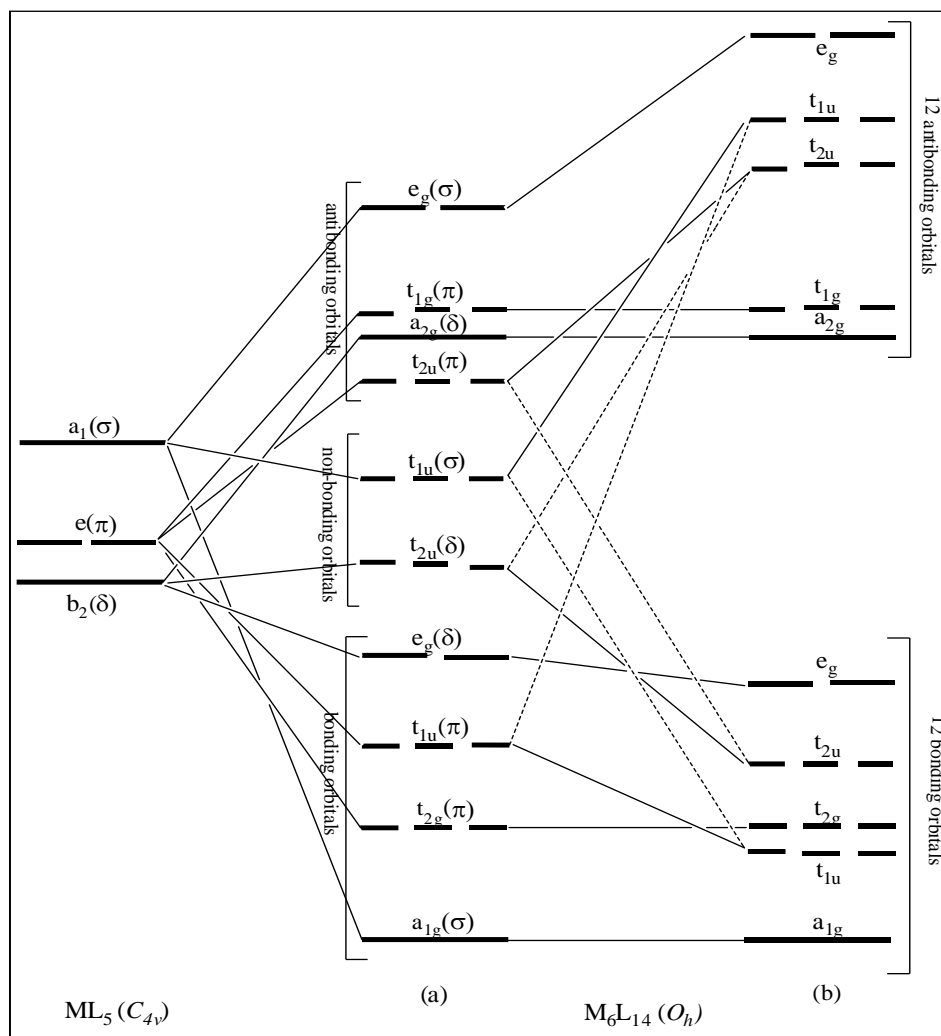 e_g
t_1u
t_2u
12 antibonding orbitals
t_1g
a_2g
e_g(σ)
antibonding orbitals
t_1g(π)
a_2g(δ)
t_2u(π)
a_1(σ)
e(π)
b_2(δ)
t_1u(σ)
non-bonding orbitals
t_2u(δ)
e_g(δ)
bonding orbitals
t_1u(π)
t_2g(π)
a_1g(σ)
e_g
t_2u
12 bonding orbitals
t_2g
t_1u
a_1g
(a)
(b)
ML_5 (C_4v)
M_6L_14 (O_h)